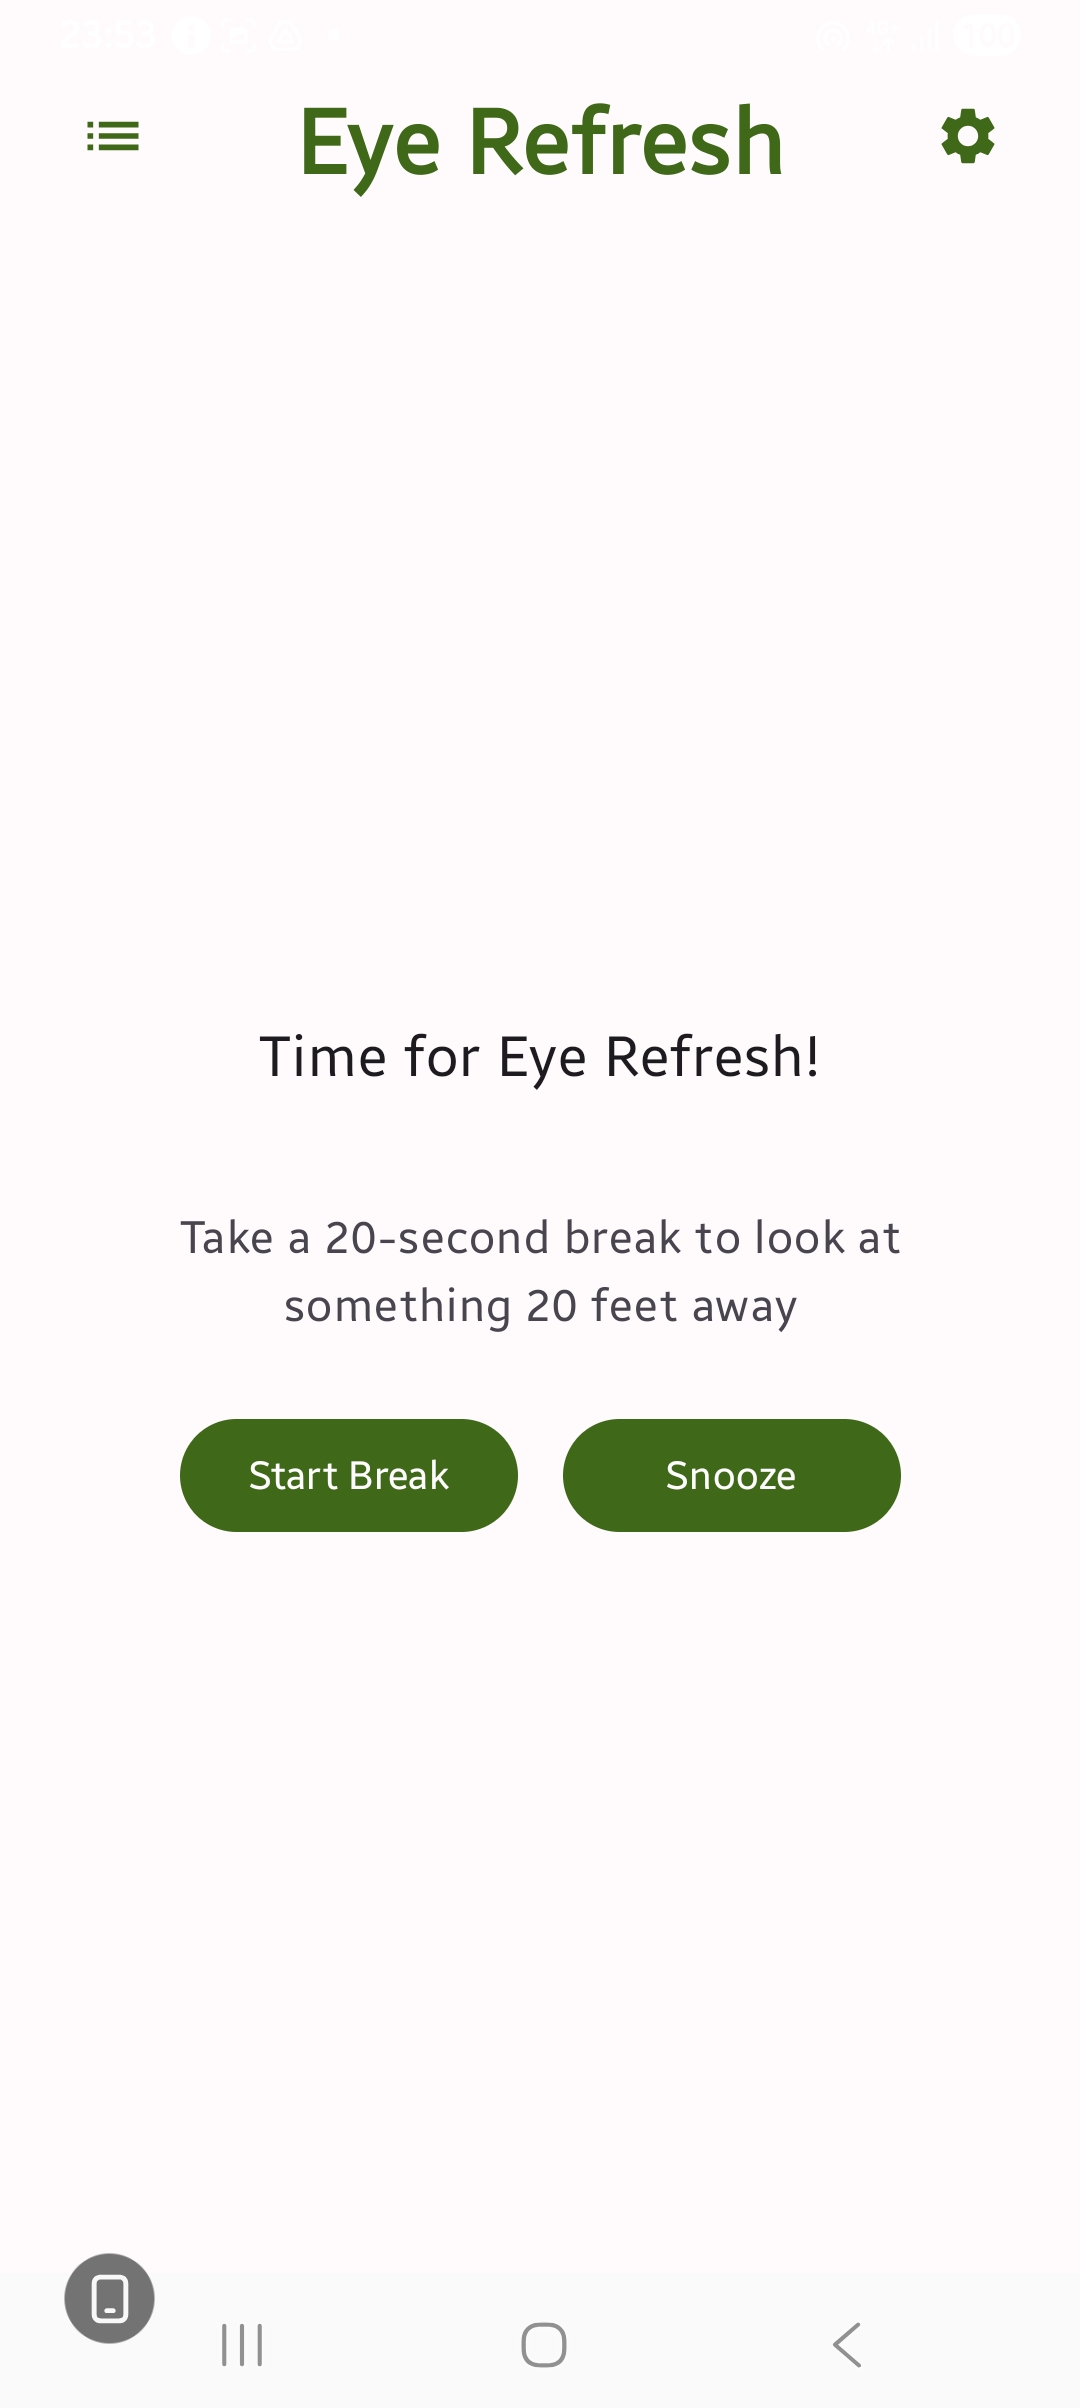 23:53
100
Eye Refresh
Time for Eye Refresh!
Take a 20-second break to look at
something 20 feet away
Start Break
Snooze